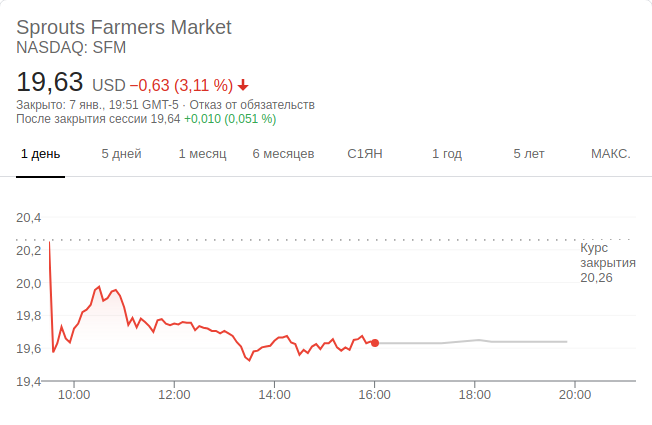 Sprouts Farmers Market
NASDAQ: SFM
19,63 USD −0,63 (3,11 %)
Закрыто: 7 янв., 19:51 GMT-5 · Отказ от обязательств
После закрытия сессии 19,64 +0,010 (0,051 %)
1 день 5 дней 1 месяц 6 месяцев С1ЯН 1 год 5 лет МАКС.
20,4
20,2
20,0
19,8
19,6
19,4
Курс
закрытия
20,26
10:00 12:00 14:00 16:00 18:00 20:00